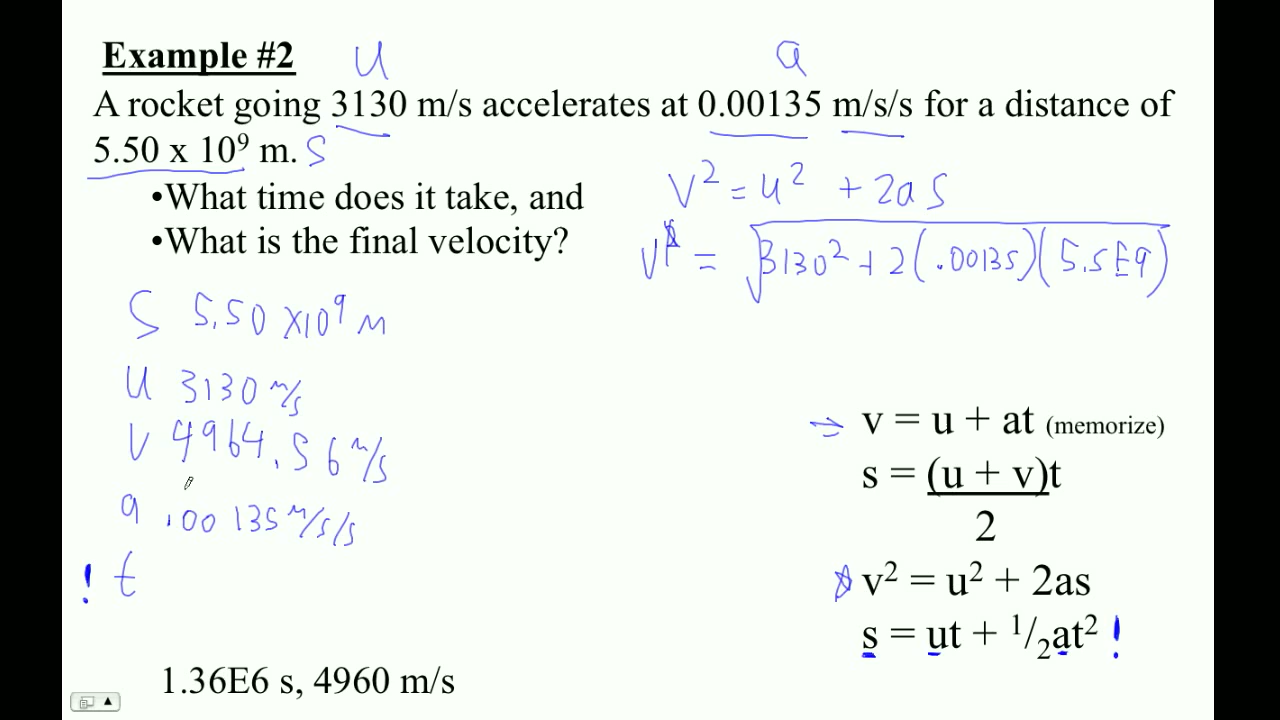 Example #2
u
a
A rocket going 3130 m/s accelerates at 0.00135 m/s/s for a distance of
5.50 x 10⁹ m. s
•What time does it take, and
•What is the final velocity?
v² = u² + 2as
v = √3130² + 2(.00135)(5.5E9)
S 5.50 x10⁹ m
u 3130 m/s
v 4964.56 m/s
a .00135 m/s/s
! t
⇒ v = u + at (memorize)
s = (u + v)t
2
v² = u² + 2as
s = ut + ¹/₂at² !
1.36E6 s, 4960 m/s